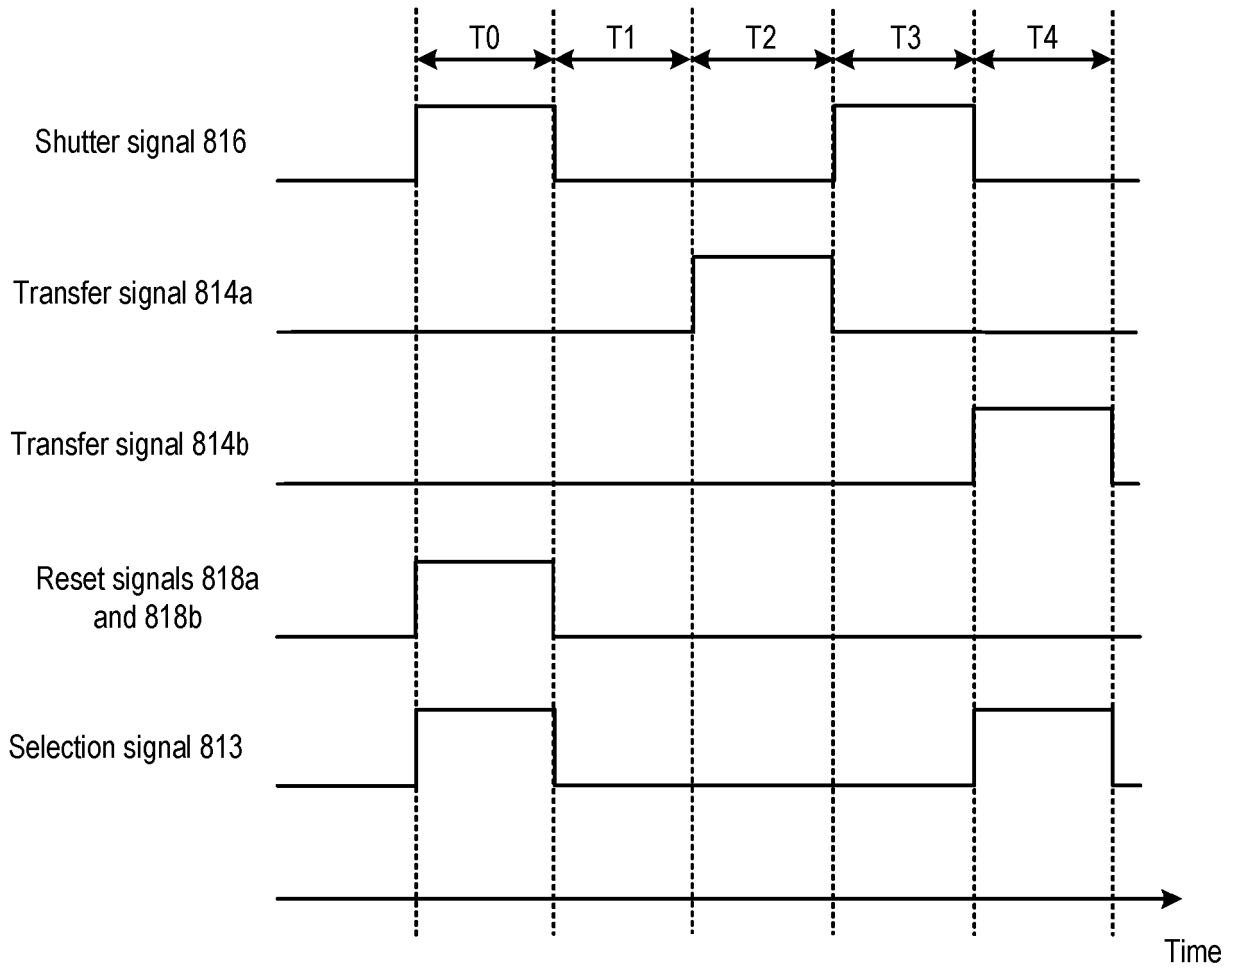 T0 T1 T2 T3 T4
Shutter signal 816
Transfer signal 814a
Transfer signal 814b
Reset signals 818a
and 818b
Selection signal 813
Time